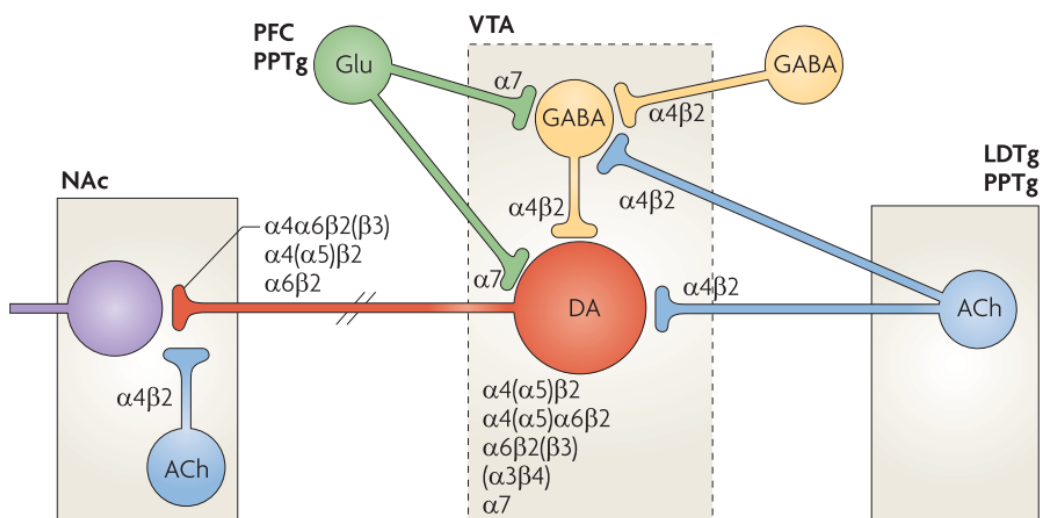 PFC
PPTg
Glu
VTA
α7
GABA
GABA
α4β2
LDTg
PPTg
NAc
α4β2
α4β2
α4α6β2(β3)
α4(α5)β2
α6β2
α7
DA
α4β2
ACh
α4β2
ACh
α4(α5)β2
α4(α5)α6β2
α6β2(β3)
(α3β4)
α7